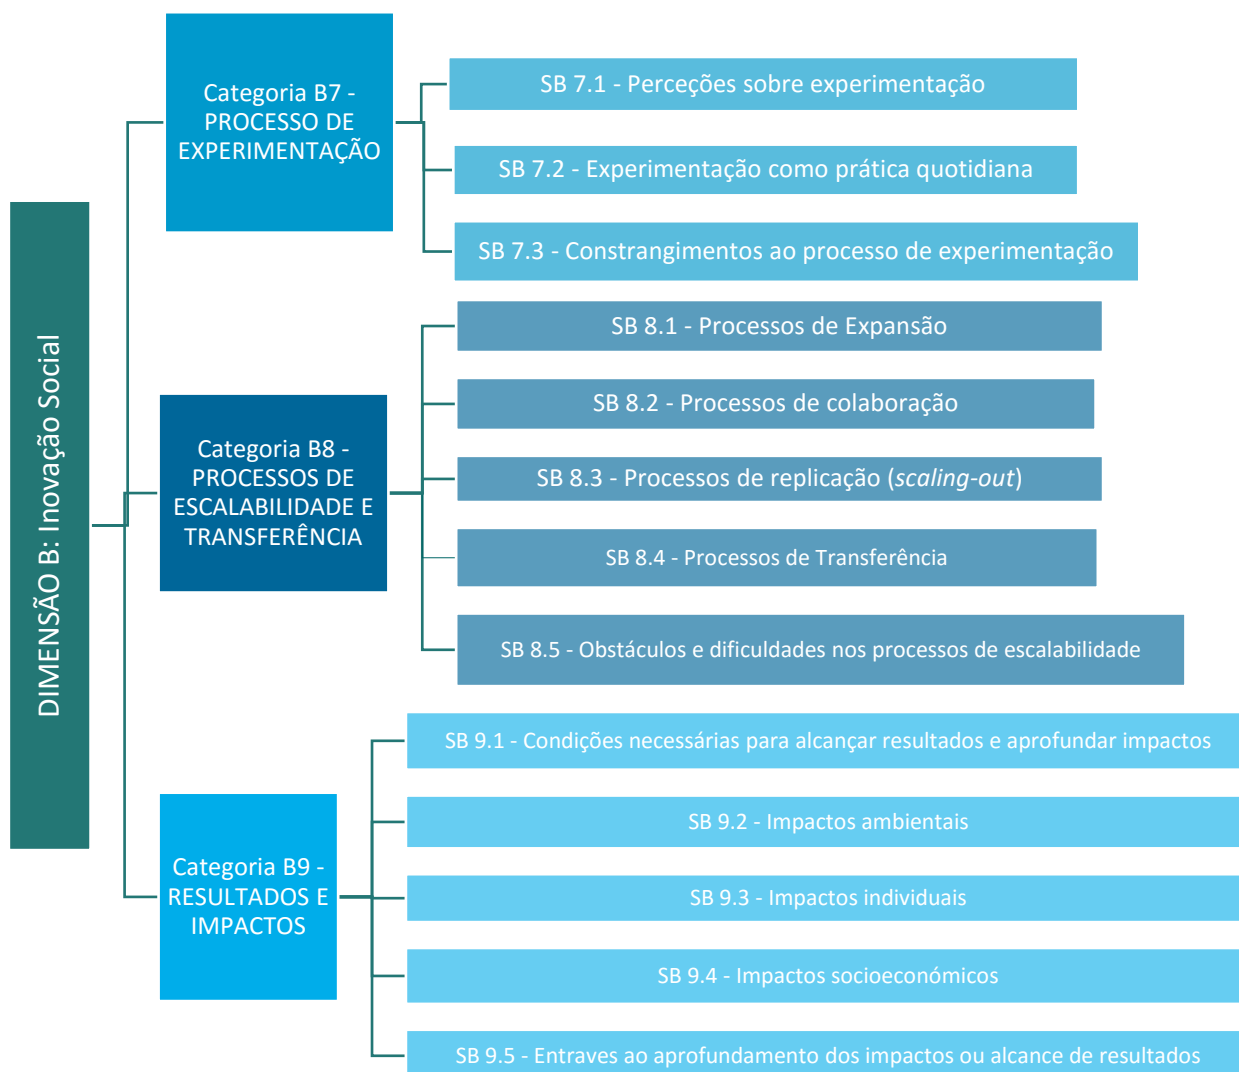 DIMENSÃO B: Inovação Social
Categoria B7 -
PROCESSO DE
EXPERIMENTAÇÃO
SB 7.1 - Perceções sobre experimentação
SB 7.2 - Experimentação como prática quotidiana
SB 7.3 - Constrangimentos ao processo de experimentação
Categoria B8 -
PROCESSOS DE
ESCALABILIDADE E
TRANSFERÊNCIA
SB 8.1 - Processos de Expansão
SB 8.2 - Processos de colaboração
SB 8.3 - Processos de replicação (scaling-out)
SB 8.4 - Processos de Transferência
SB 8.5 - Obstáculos e dificuldades nos processos de escalabilidade
Categoria B9 -
RESULTADOS E
IMPACTOS
SB 9.1 - Condições necessárias para alcançar resultados e aprofundar impactos
SB 9.2 - Impactos ambientais
SB 9.3 - Impactos individuais
SB 9.4 - Impactos socioeconómicos
SB 9.5 - Entraves ao aprofundamento dos impactos ou alcance de resultados